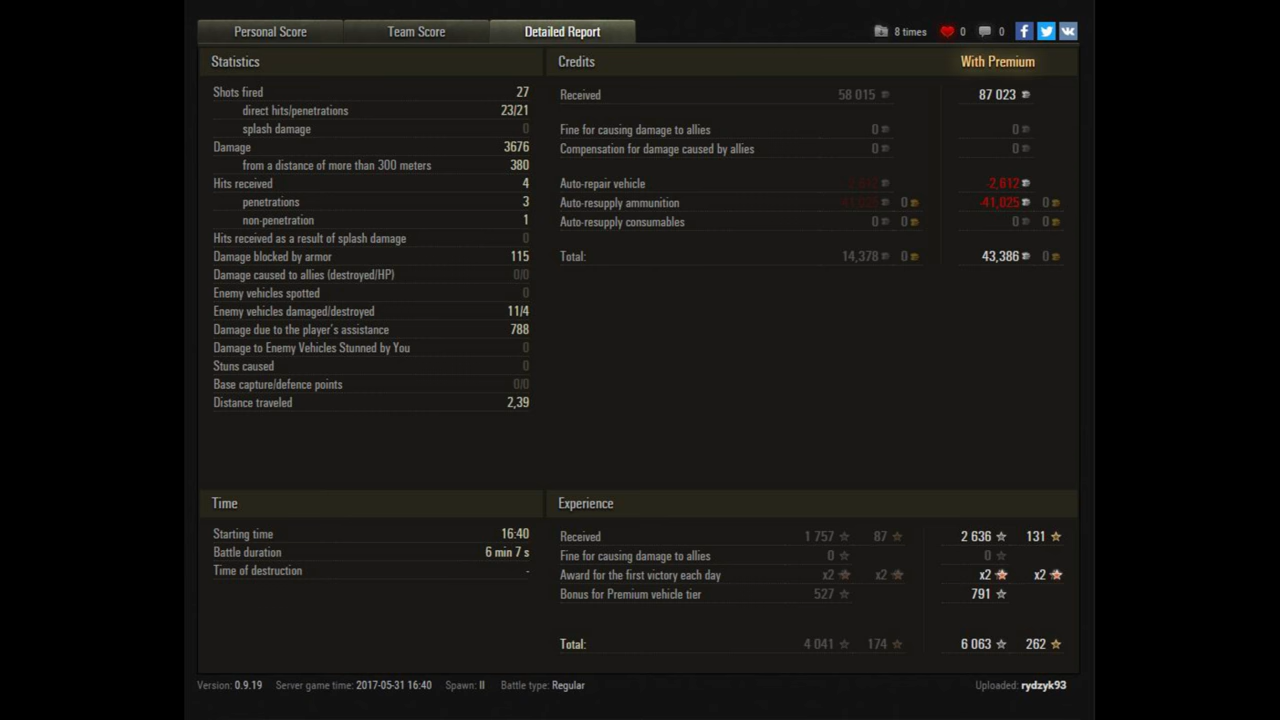 Personal Score Team Score Detailed Report 8 times 0 0
Statistics
Shots fired 27
direct hits/penetrations 23/21
splash damage 0
Damage 3676
from a distance of more than 300 meters 380
Hits received 4
penetrations 3
non-penetration 1
Hits received as a result of splash damage 0
Damage blocked by armor 115
Damage caused to allies (destroyed/HP) 0/0
Enemy vehicles spotted 0
Enemy vehicles damaged/destroyed 11/4
Damage due to the player's assistance 788
Damage to Enemy Vehicles Stunned by You 0
Stuns caused 0
Base capture/defence points 0/0
Distance traveled 2,39
Credits With Premium
Received 58 015 87 023
Fine for causing damage to allies 0 0
Compensation for damage caused by allies 0 0
Auto-repair vehicle -2,612 -2,612
Auto-resupply ammunition -41,025 0 -41,025 0
Auto-resupply consumables 0 0 0 0
Total: 14,378 0 43,386 0
Time
Starting time 16:40
Battle duration 6 min 7 s
Time of destruction -
Experience
Received 1 757 87 2 636 131
Fine for causing damage to allies 0 0
Award for the first victory each day x2 x2 x2 x2
Bonus for Premium vehicle tier 527 791
Total: 4 041 174 6 063 262
Version: 0.9.19 Server game time: 2017-05-31 16:40 Spawn: II Battle type: Regular Uploaded: rydzyk93